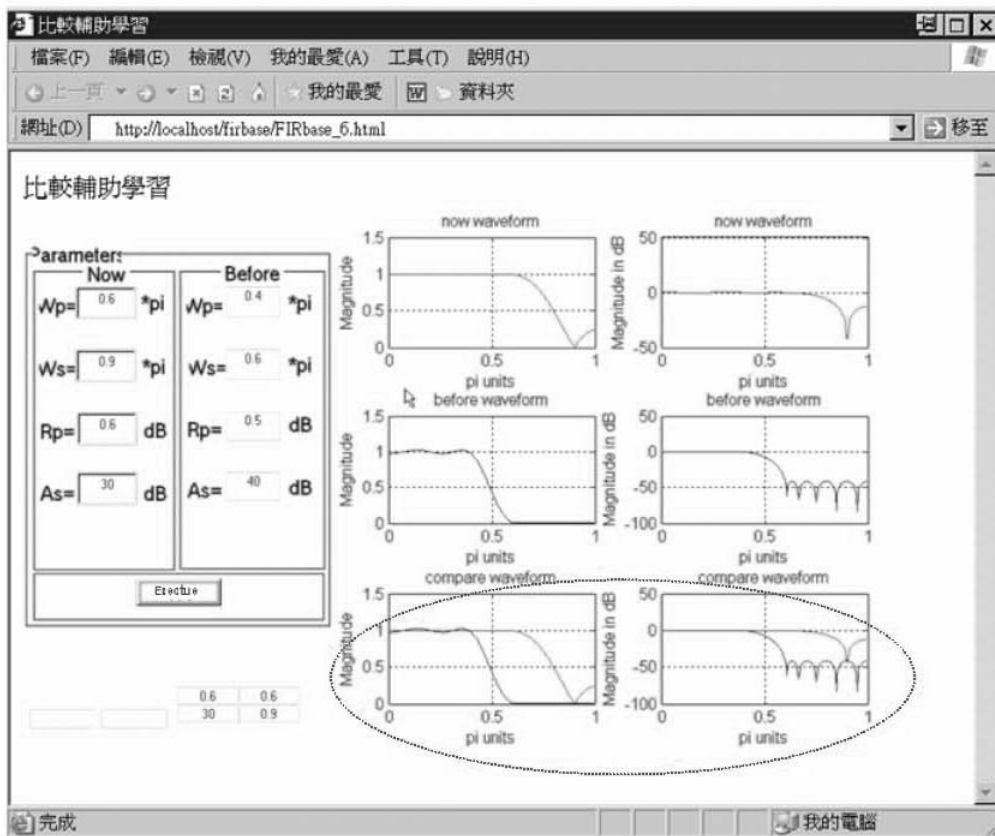 比較輔助學習
檔案(F) 編輯(E) 檢視(V) 我的最愛(A) 工具(T) 說明(H)
上一頁 我的最愛 資料夾
網址(D) http://localhost/firbase/FIRbase_6.html 移至
比較輔助學習
Parameters
Now
Wp= 0.6 *pi
Ws= 0.9 *pi
Rp= 0.6 dB
As= 30 dB
Before
Wp= 0.4 *pi
Ws= 0.6 *pi
Rp= 0.5 dB
As= 40 dB
0.6 0.6
30 0.9
now waveform
Magnitude
1.5
1
0.5
0
0 0.5 1
pi units
now waveform
Magnitude in dB
50
0
-50
0 0.5 1
pi units
before waveform
Magnitude
1.5
1
0.5
0
0 0.5 1
pi units
before waveform
Magnitude in dB
50
0
-50
-100
0 0.5 1
pi units
compare waveform
Magnitude
1.5
1
0.5
0
0 0.5 1
pi units
compare waveform
Magnitude in dB
50
0
-50
-100
0 0.5 1
pi units
完成 我的電腦